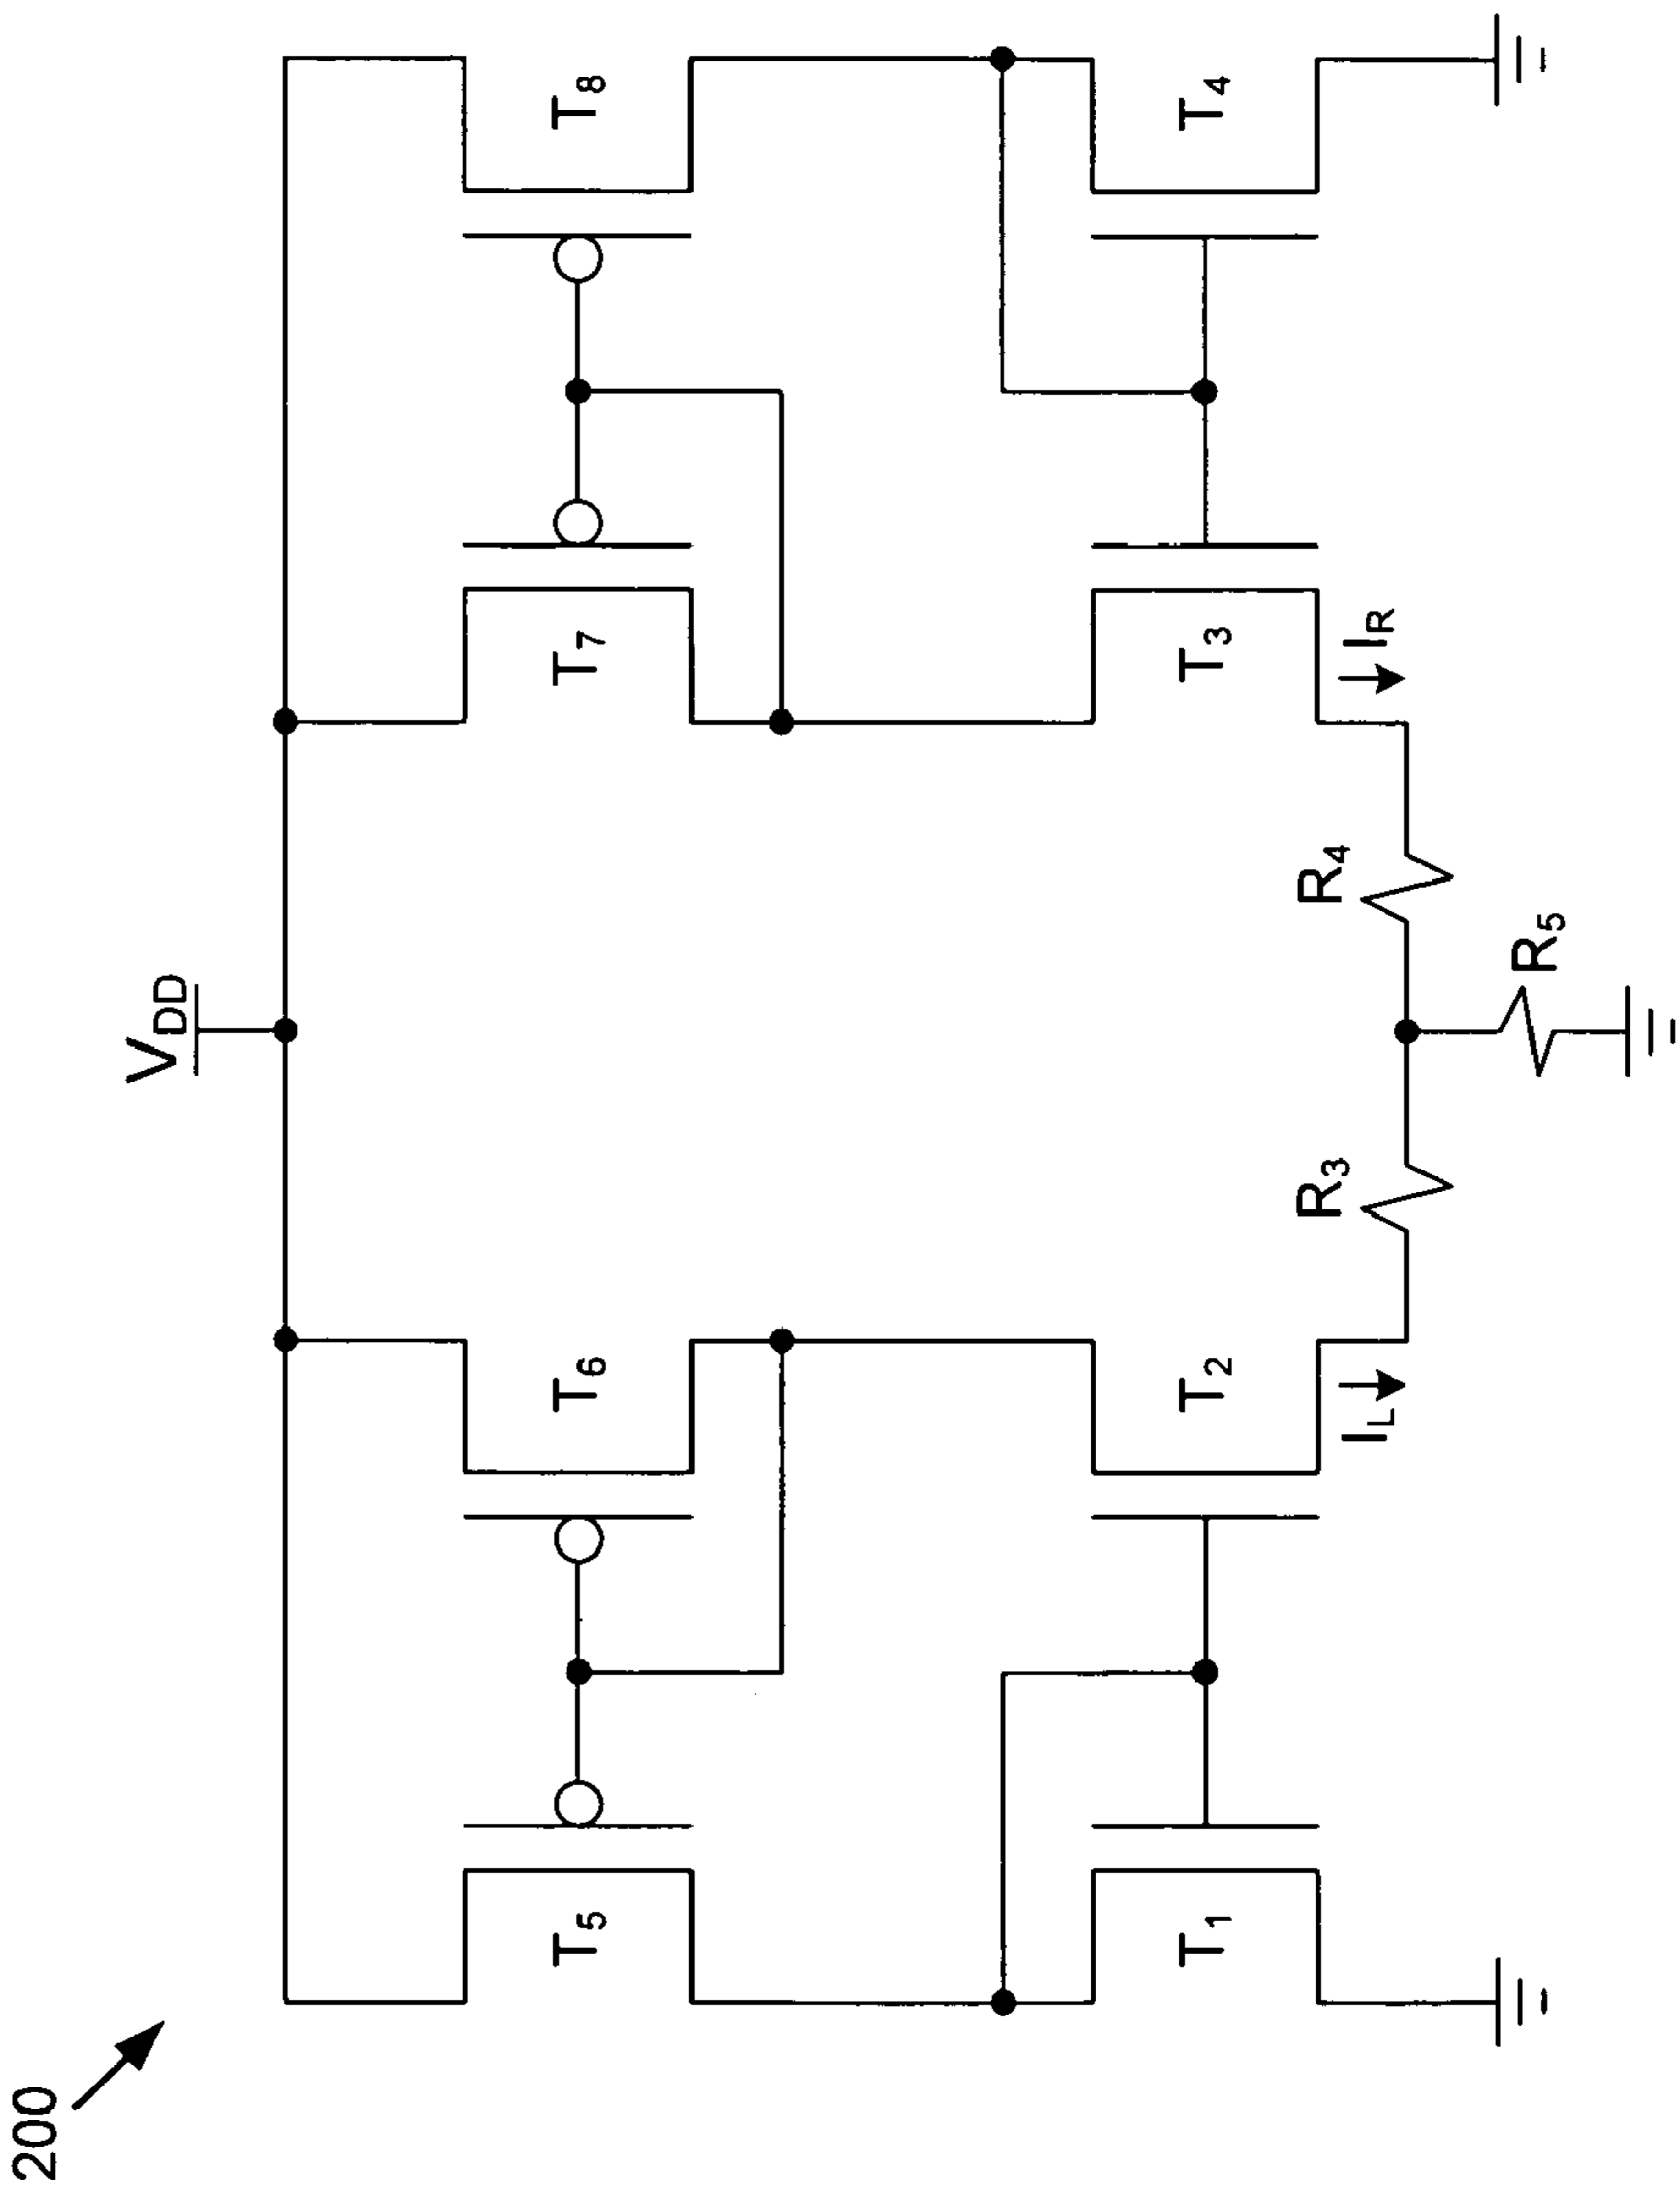 200
V_DD
T_5
T_6
T_7
T_8
T_1
T_2
T_3
T_4
I_L
I_R
R_3
R_4
R_5